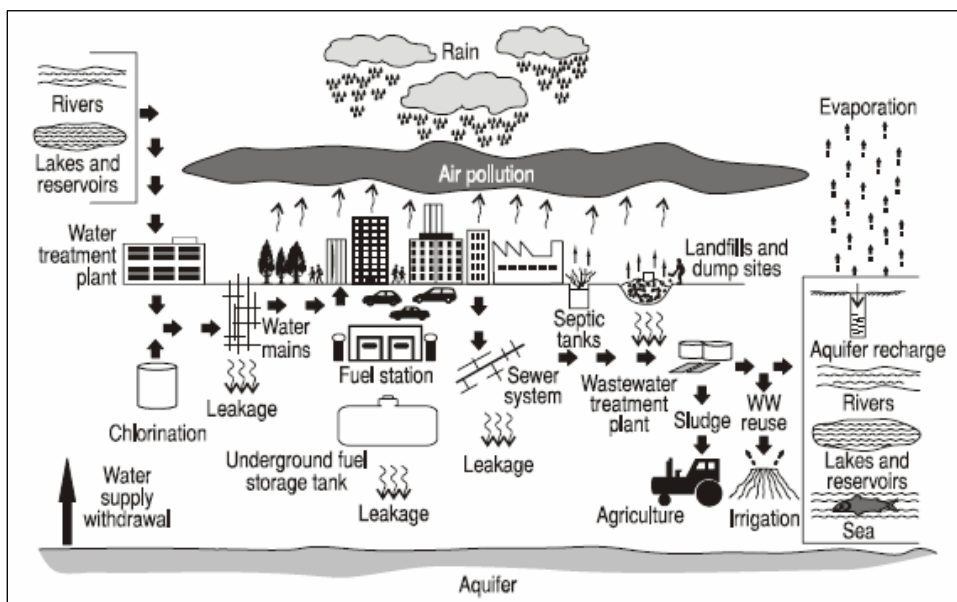 Rain
Rivers
Lakes and
reservoirs
Evaporation
Air pollution
Water
treatment
plant
Landfills and
dump sites
Water
mains
Septic
tanks
Fuel station
Aquifer recharge
Leakage
Chlorination
Sewer
system
Wastewater
treatment
plant
Sludge
WW
reuse
Rivers
Underground fuel
storage tank
Leakage
Leakage
Lakes and
reservoirs
Water
supply
withdrawal
Agriculture
Irrigation
Sea
Aquifer